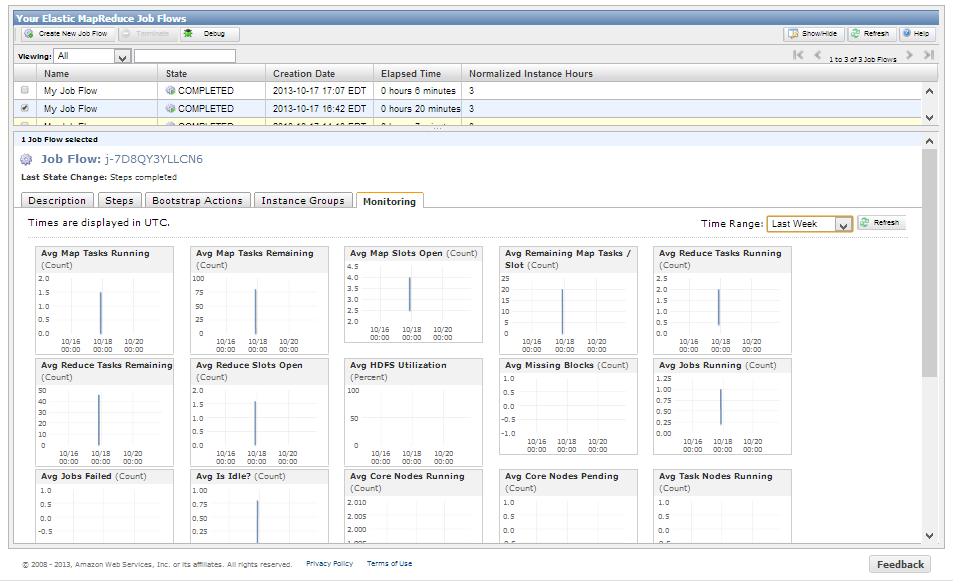 Your Elastic MapReduce Job Flows
Create New Job Flow Terminate Debug Show/Hide Refresh Help
Viewing: All 1 to 3 of 3 Job Flows
Name State Creation Date Elapsed Time Normalized Instance Hours
My Job Flow COMPLETED 2013-10-17 17:07 EDT 0 hours 6 minutes 3
My Job Flow COMPLETED 2013-10-17 16:42 EDT 0 hours 20 minutes 3
1 Job Flow selected
Job Flow: j-7D8QY3YLLCN6
Last State Change: Steps completed
Description Steps Bootstrap Actions Instance Groups Monitoring
Times are displayed in UTC. Time Range: Last Week Refresh
Avg Map Tasks Running
(Count)
2.0
1.5
1.0
0.5
0.0
10/16 10/18 10/20
00:00 00:00 00:00
Avg Map Tasks Remaining
(Count)
100
75
50
25
0
10/16 10/18 10/20
00:00 00:00 00:00
Avg Map Slots Open (Count)
4.5
4.0
3.5
3.0
2.5
2.0
10/16 10/18 10/20
00:00 00:00 00:00
Avg Remaining Map Tasks /
Slot (Count)
25
20
15
10
5
0
10/16 10/18 10/20
00:00 00:00 00:00
Avg Reduce Tasks Running
(Count)
2.5
2.0
1.5
1.0
0.5
0.0
10/16 10/18 10/20
00:00 00:00 00:00
Avg Reduce Tasks Remaining
(Count)
50
40
30
20
10
0
10/16 10/18 10/20
00:00 00:00 00:00
Avg Reduce Slots Open
(Count)
2.0
1.5
1.0
0.5
0.0
10/16 10/18 10/20
00:00 00:00 00:00
Avg HDFS Utilization
(Percent)
100
50
0
10/16 10/18 10/20
00:00 00:00 00:00
Avg Missing Blocks (Count)
1.0
0.5
0.0
-0.5
-1.0
10/16 10/18 10/20
00:00 00:00 00:00
Avg Jobs Running (Count)
1.25
1.00
0.75
0.50
0.25
0.00
10/16 10/18 10/20
00:00 00:00 00:00
Avg Jobs Failed (Count)
1.0
0.5
0.0
-0.5
Avg Is Idle? (Count)
1.00
0.75
0.50
0.25
Avg Core Nodes Running
(Count)
2.010
2.005
2.000
Avg Core Nodes Pending
(Count)
1.0
0.5
0.0
Avg Task Nodes Running
(Count)
1.0
0.5
0.0
© 2008 - 2013, Amazon Web Services, Inc. or its affiliates. All rights reserved. Privacy Policy Terms of Use
Feedback